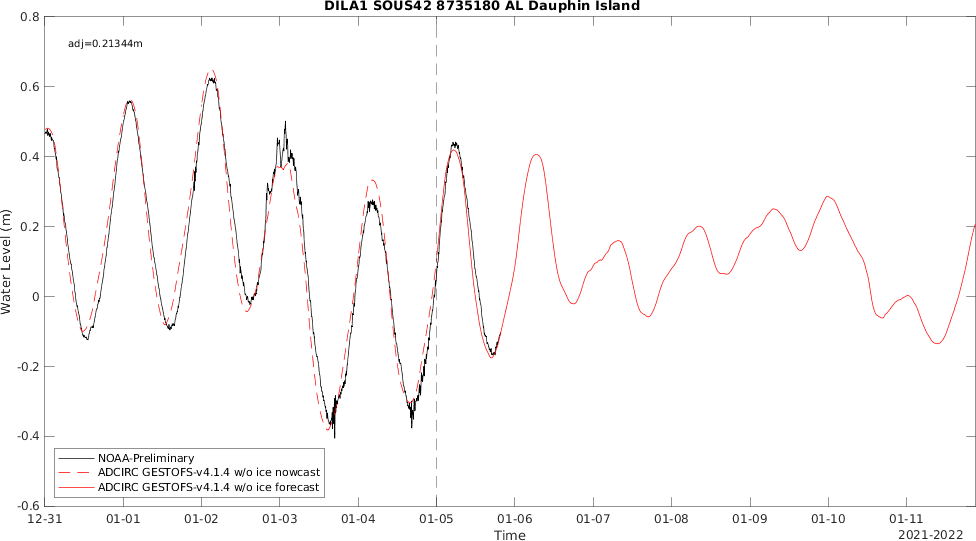 DILA1 SOUS42 8735180 AL Dauphin Island
adj=0.21344m
Water Level (m)
0.8
0.6
0.4
0.2
0
-0.2
-0.4
-0.6
NOAA-Preliminary
ADCIRC GESTOFS-v4.1.4 w/o ice nowcast
ADCIRC GESTOFS-v4.1.4 w/o ice forecast
12-31 01-01 01-02 01-03 01-04 01-05 01-06 01-07 01-08 01-09 01-10 01-11
Time
2021-2022